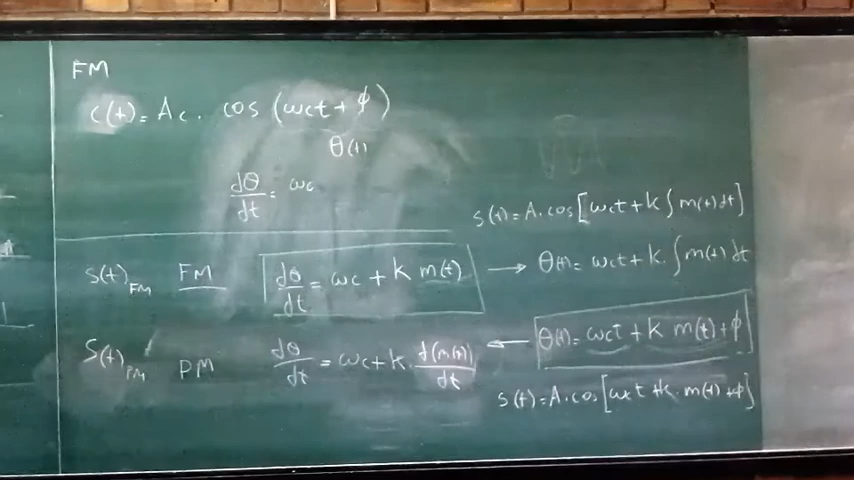 FM
c(t) = Ac . cos (ωct + ϕ)
θ(t)
dθ/dt = ωc
s(t) = A.cos[ωct + k ∫ m(t) dt]
s(t)FM FM dθ/dt = ωc + k m(t) → θ(t) = ωct + k. ∫ m(t) dt
S(t)PM PM dθ/dt = ωc + k. d(m(t))/dt ← θ(t) = ωct + k m(t) + ϕ
s(t) = A.cos[ωct + k. m(t) + ϕ]